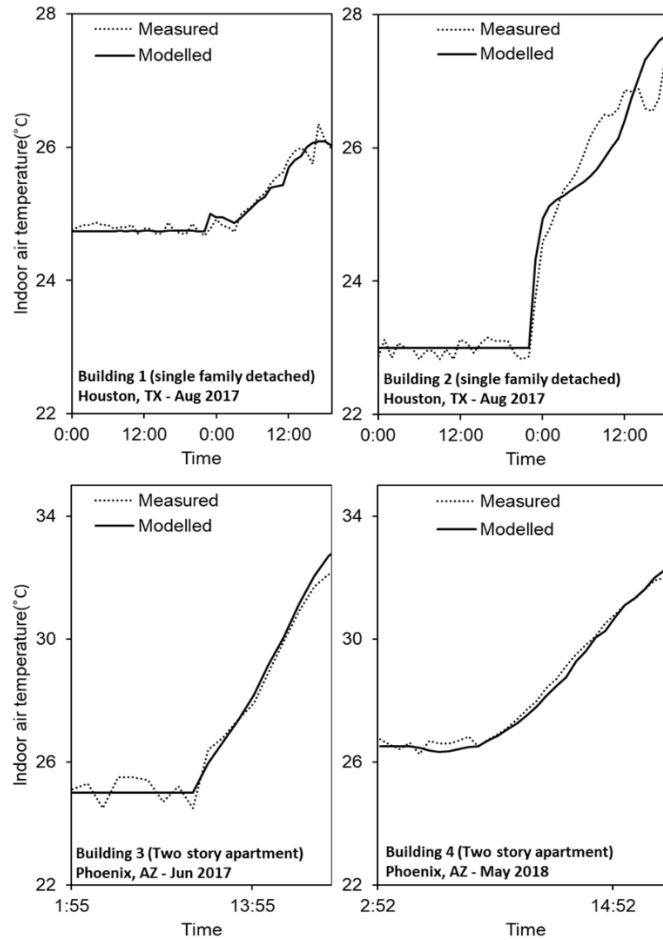 28
26
24
22
Indoor air temperature(˚C)
Measured
Modelled
Building 1 (single family detached)
Houston, TX - Aug 2017
0:00 12:00 0:00 12:00
Time
28
26
24
22
Measured
Modelled
Building 2 (single family detached)
Houston, TX - Aug 2017
0:00 12:00 0:00 12:00
Time
34
30
26
22
Indoor air temperature(˚C)
Measured
Modelled
Building 3 (Two story apartment)
Phoenix, AZ - Jun 2017
1:55 13:55
Time
34
30
26
22
Measured
Modelled
Building 4 (Two story apartment)
Phoenix, AZ - May 2018
2:52 14:52
Time